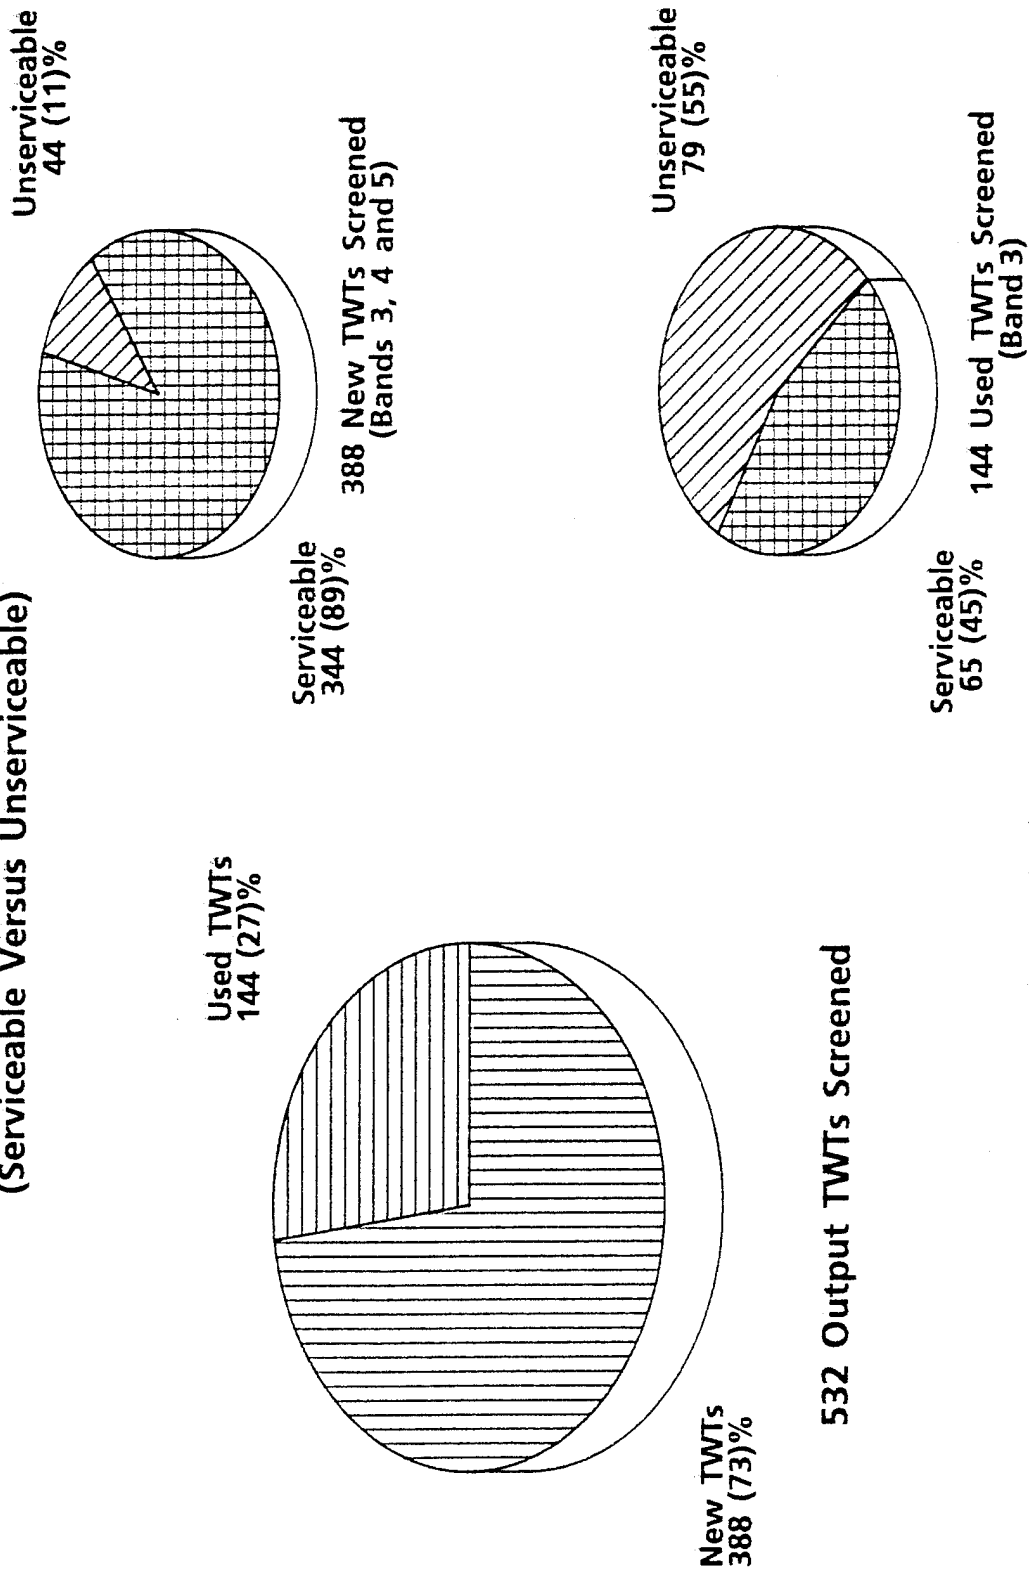 (Serviceable Versus Unserviceable)
Used TWTs
144 (27)%
New TWTs
388 (73)%
532 Output TWTs Screened
Unserviceable
44 (11)%
Serviceable
344 (89)%
388 New TWTs Screened
(Bands 3, 4 and 5)
Unserviceable
79 (55)%
Serviceable
65 (45)%
144 Used TWTs Screened
(Band 3)